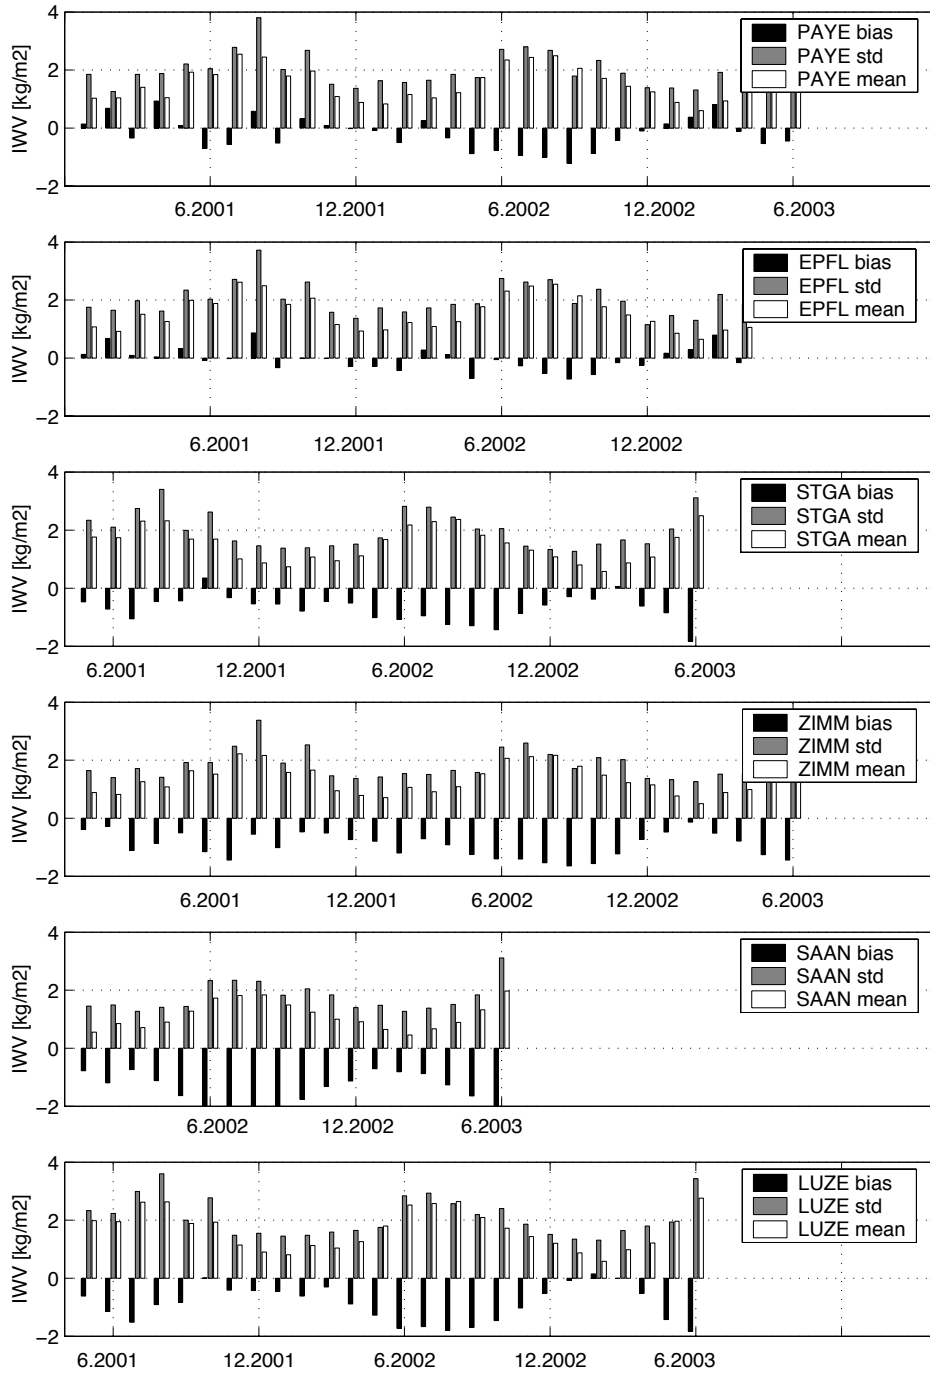 4
2
0
−2
IWV [kg/m2]
PAYE bias
PAYE std
PAYE mean
6.2001
12.2001
6.2002
12.2002
6.2003
4
2
0
−2
IWV [kg/m2]
EPFL bias
EPFL std
EPFL mean
6.2001
12.2001
6.2002
12.2002
4
2
0
−2
IWV [kg/m2]
STGA bias
STGA std
STGA mean
6.2001
12.2001
6.2002
12.2002
6.2003
4
2
0
−2
IWV [kg/m2]
ZIMM bias
ZIMM std
ZIMM mean
6.2001
12.2001
6.2002
12.2002
6.2003
4
2
0
−2
IWV [kg/m2]
SAAN bias
SAAN std
SAAN mean
6.2002
12.2002
6.2003
4
2
0
−2
IWV [kg/m2]
LUZE bias
LUZE std
LUZE mean
6.2001
12.2001
6.2002
12.2002
6.2003